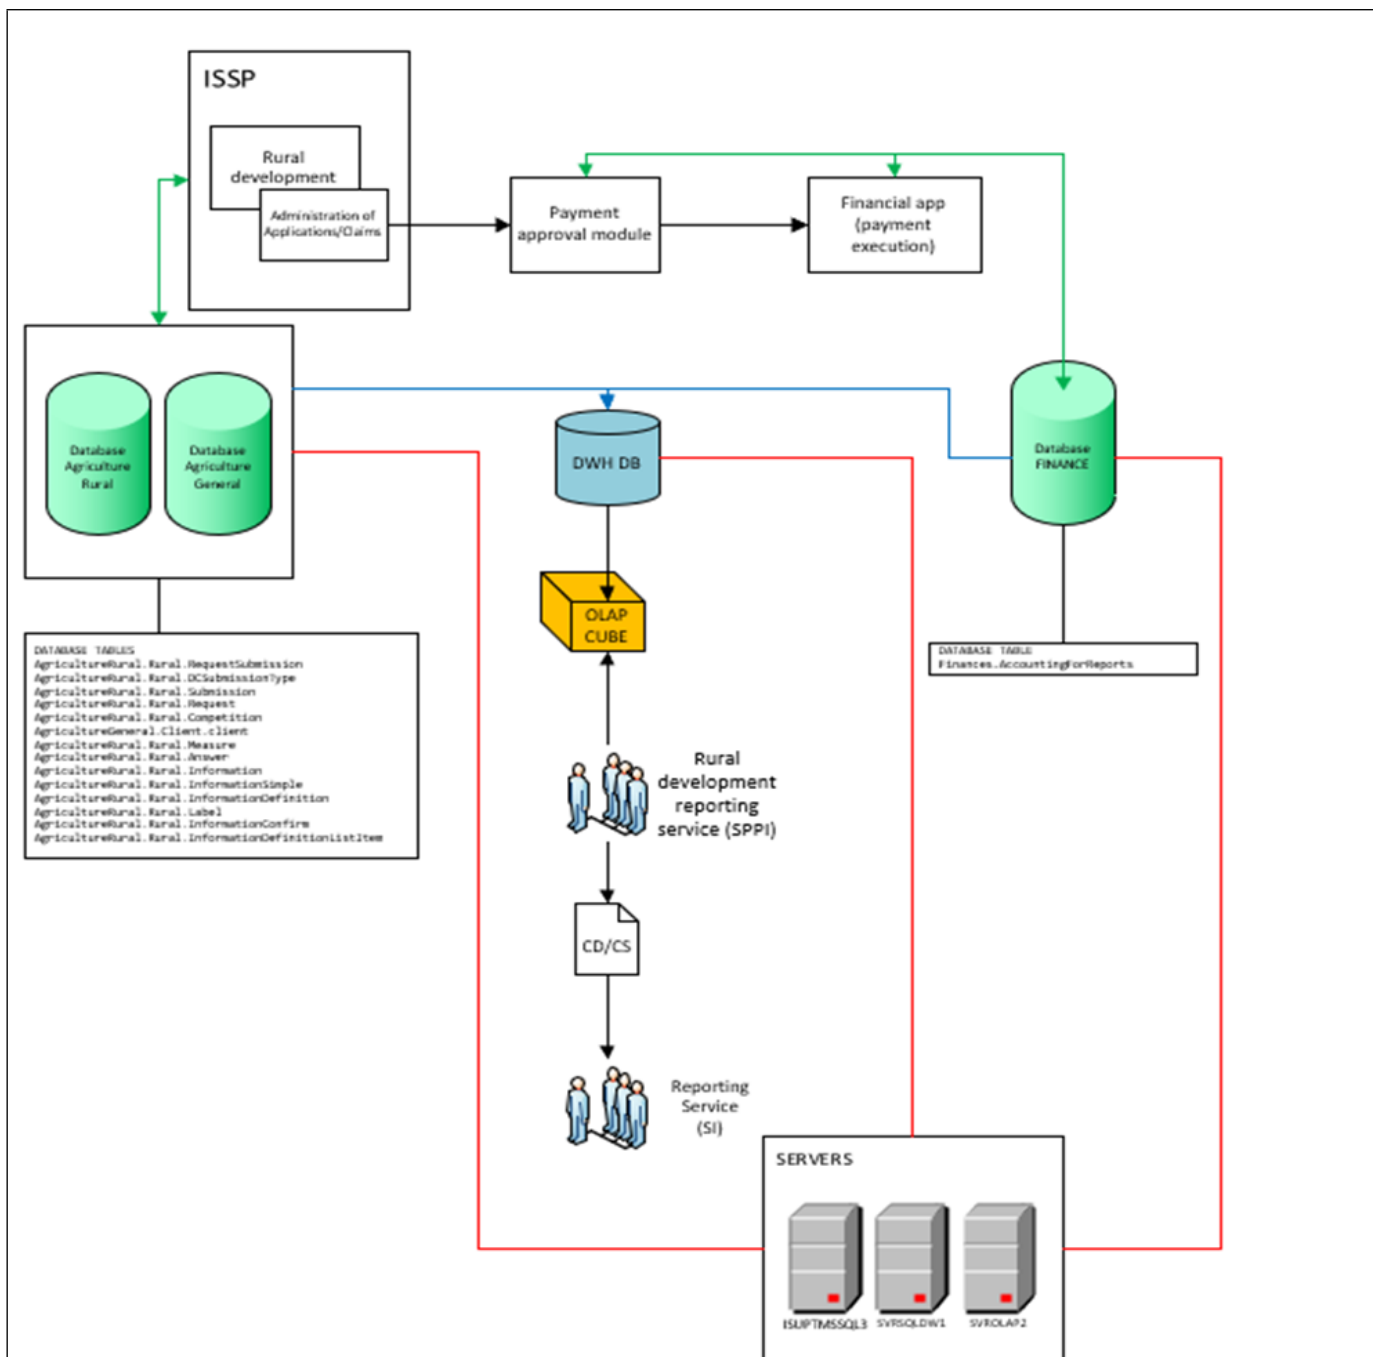 ISSP
Rural
development
Administration of
Applications/Claims
Payment
approval module
Financial app
(payment
execution)
Database
Agriculture
Rural
Database
Agriculture
General
DWH DB
Database
FINANCE
OLAP
CUBE
DATABASE TABLES
AgricultureRural.Rural.RequestSubmission
AgricultureRural.Rural.DCSubmissionType
AgricultureRural.Rural.Submission
AgricultureRural.Rural.Request
AgricultureRural.Rural.Competition
AgricultureGeneral.Client.client
AgricultureRural.Rural.Measure
AgricultureRural.Rural.Answer
AgricultureRural.Rural.Information
AgricultureRural.Rural.InformationSimple
AgricultureRural.Rural.InformationDefinition
AgricultureRural.Rural.Label
AgricultureRural.Rural.InformationConfirm
AgricultureRural.Rural.InformationDefinitionListItem
DATABASE TABLE
Finances.AccountingForReports
Rural
development
reporting
service (SPPI)
CD/CS
Reporting
Service
(SI)
SERVERS
ISUPTMSSQL3
SVRSQLDW1
SVROLAP2